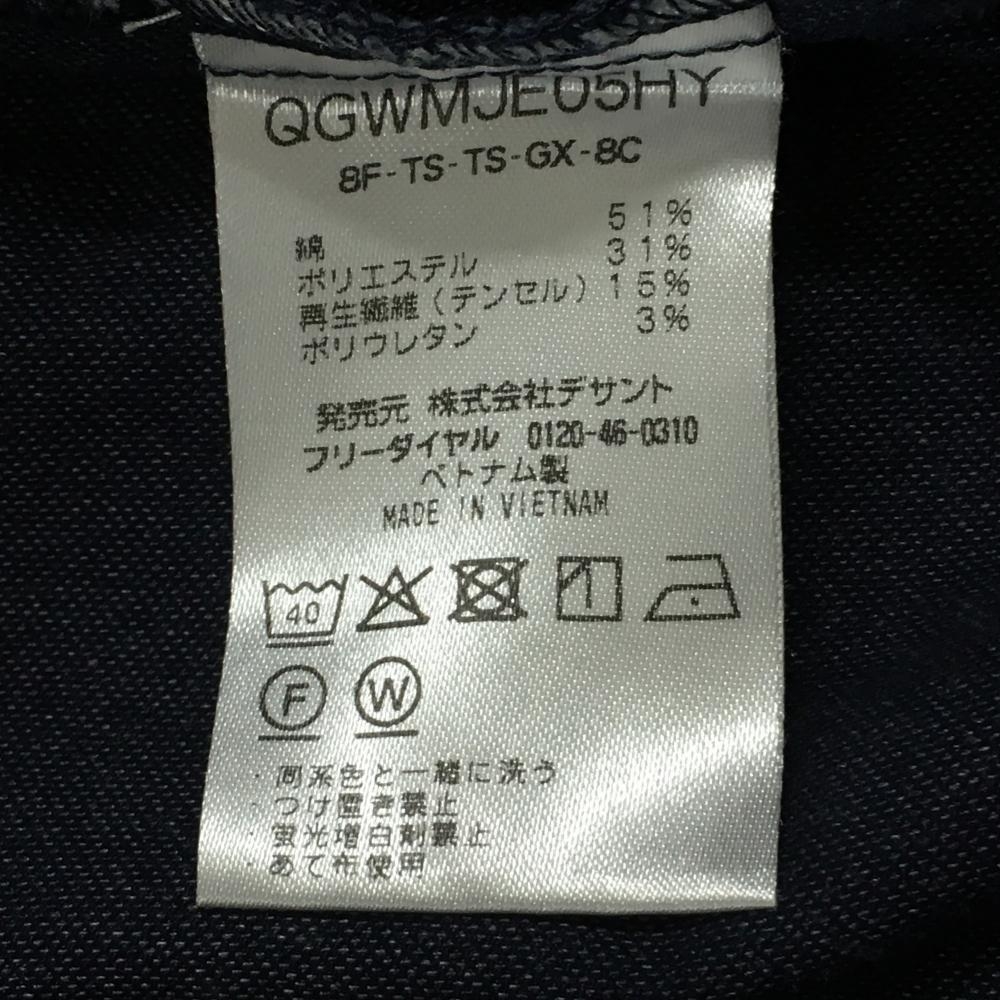 QGWMJE05HY
8F-TS-TS-GX-8C
綿 51%
ポリエステル 31%
再生繊維(テンセル) 15%
ポリウレタン 3%
発売元 株式会社デサント
フリーダイヤル 0120-46-0310
ベトナム製
MADE IN VIETNAM
40
F W
・同系色と一緒に洗う
・つけ置き禁止
・蛍光増白剤禁止
・あて布使用